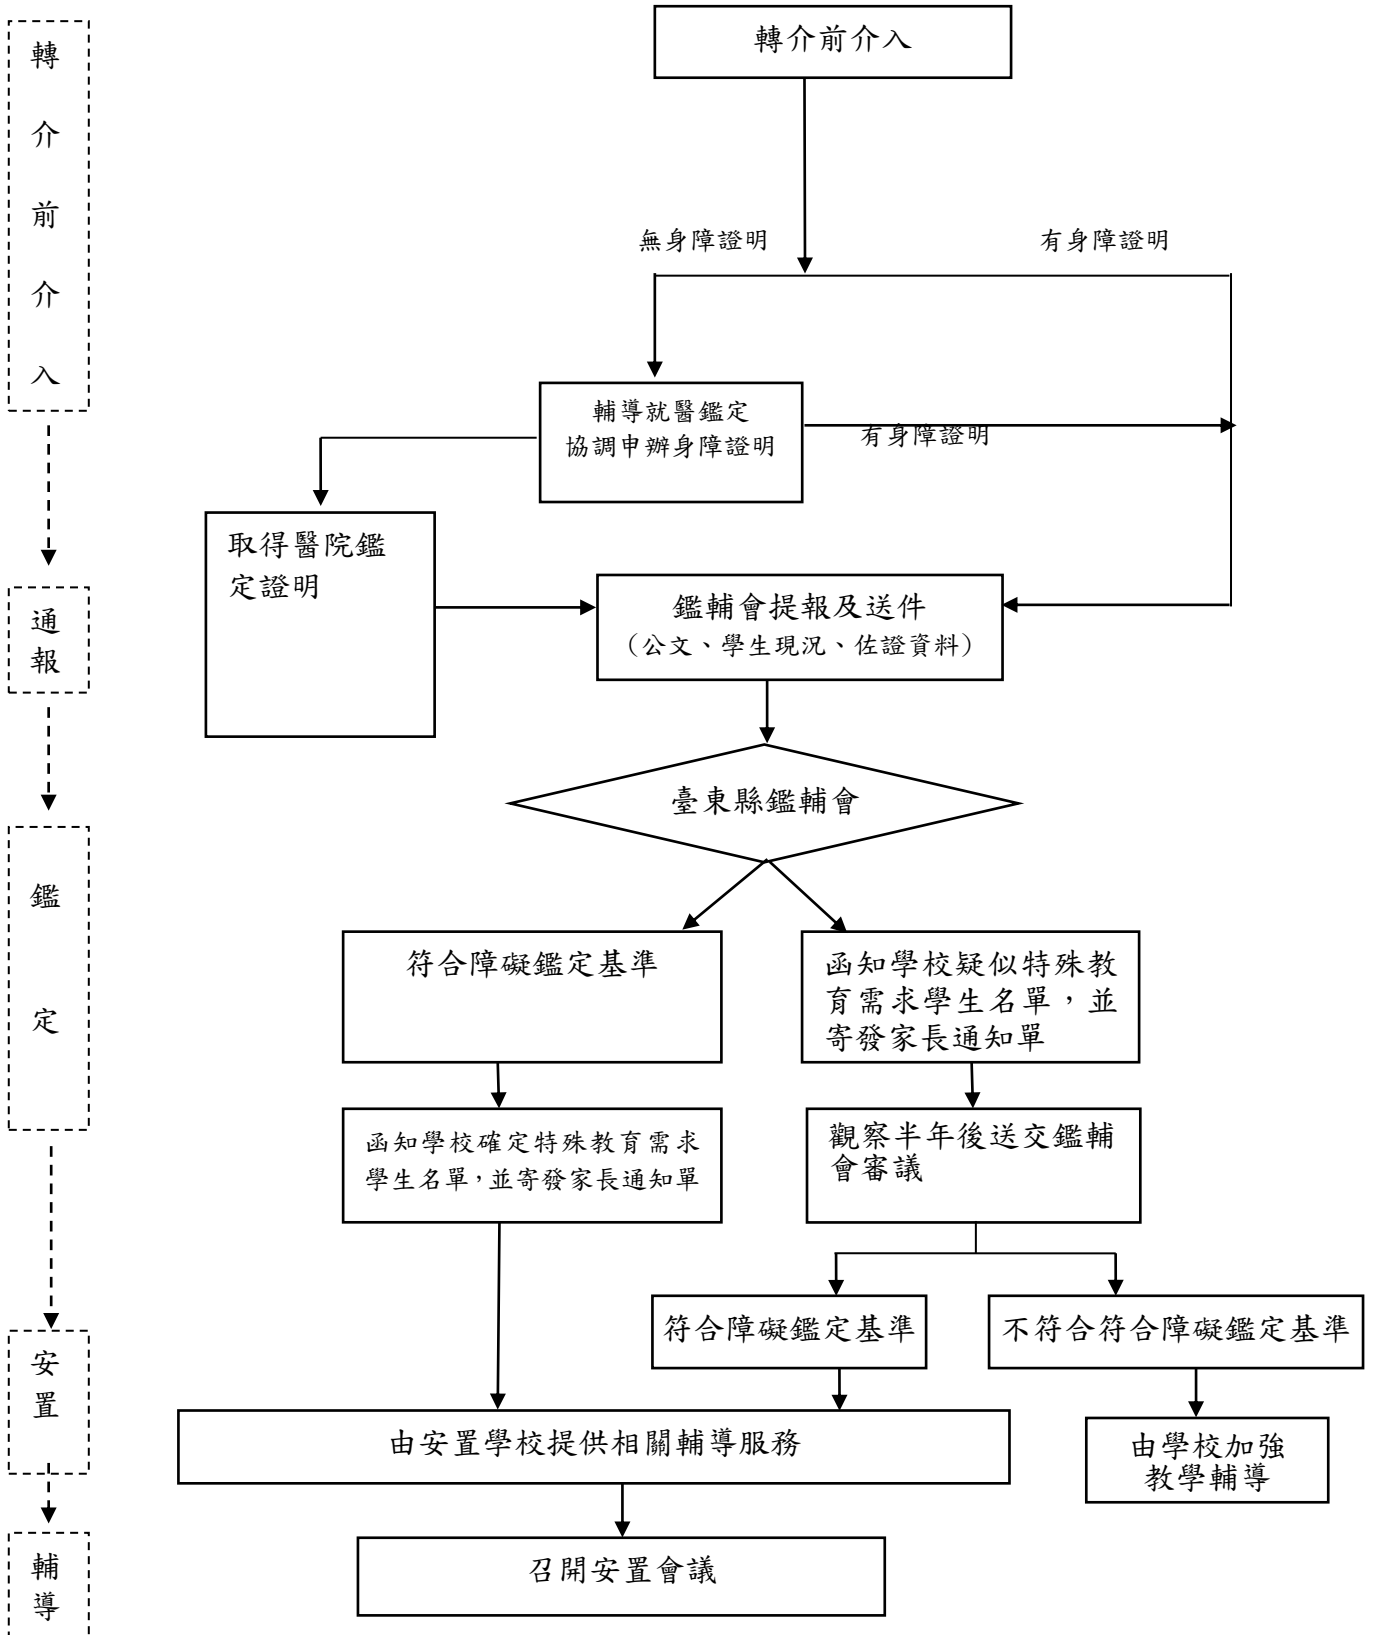 轉介前介入
轉介前介入
無身障證明
有身障證明
輔導就醫鑑定
協調申辦身障證明
有身障證明
取得醫院鑑
定證明
通報
鑑輔會提報及送件
（公文、學生現況、佐證資料）
臺東縣鑑輔會
鑑定
符合障礙鑑定基準
函知學校疑似特殊教
育需求學生名單，並
寄發家長通知單
函知學校確定特殊教育需求
學生名單，並寄發家長通知單
觀察半年後送交鑑輔
會審議
符合障礙鑑定基準
不符合符合障礙鑑定基準
安置
由安置學校提供相關輔導服務
由學校加強
教學輔導
輔導
召開安置會議